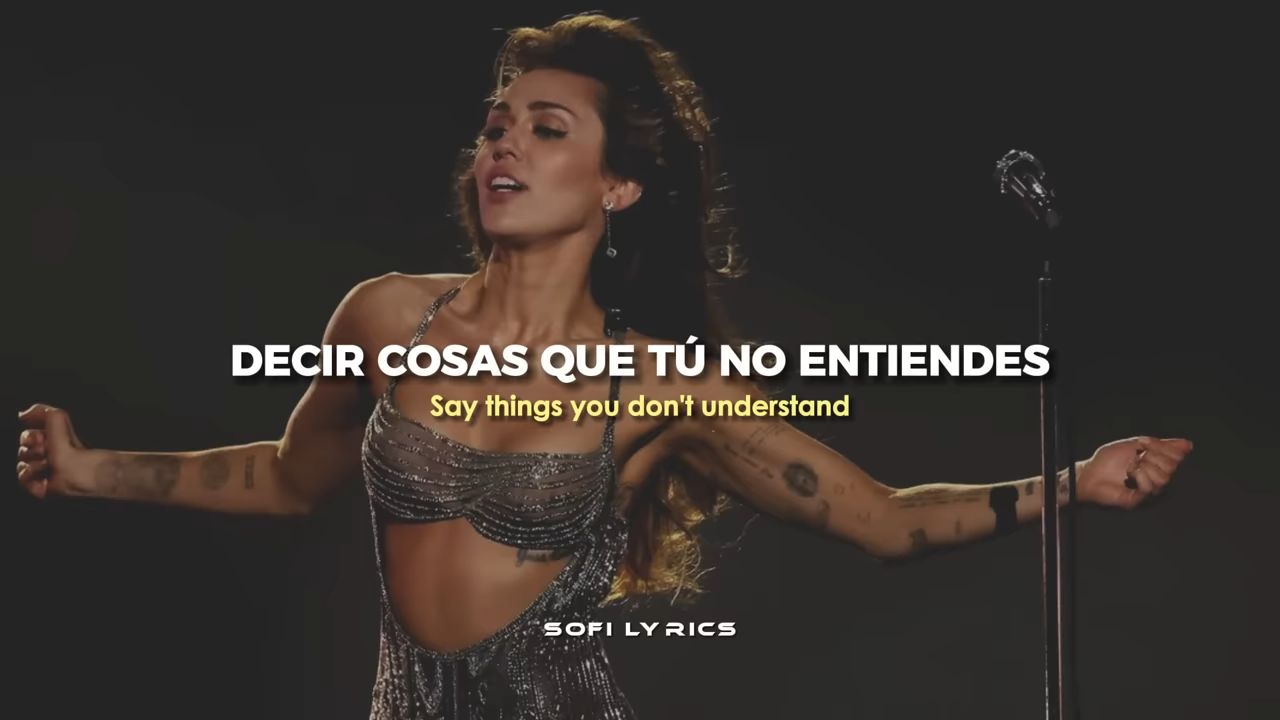 DECIR COSAS QUE TÚ NO ENTIENDES
Say things you don't understand
SOFI LYRICS